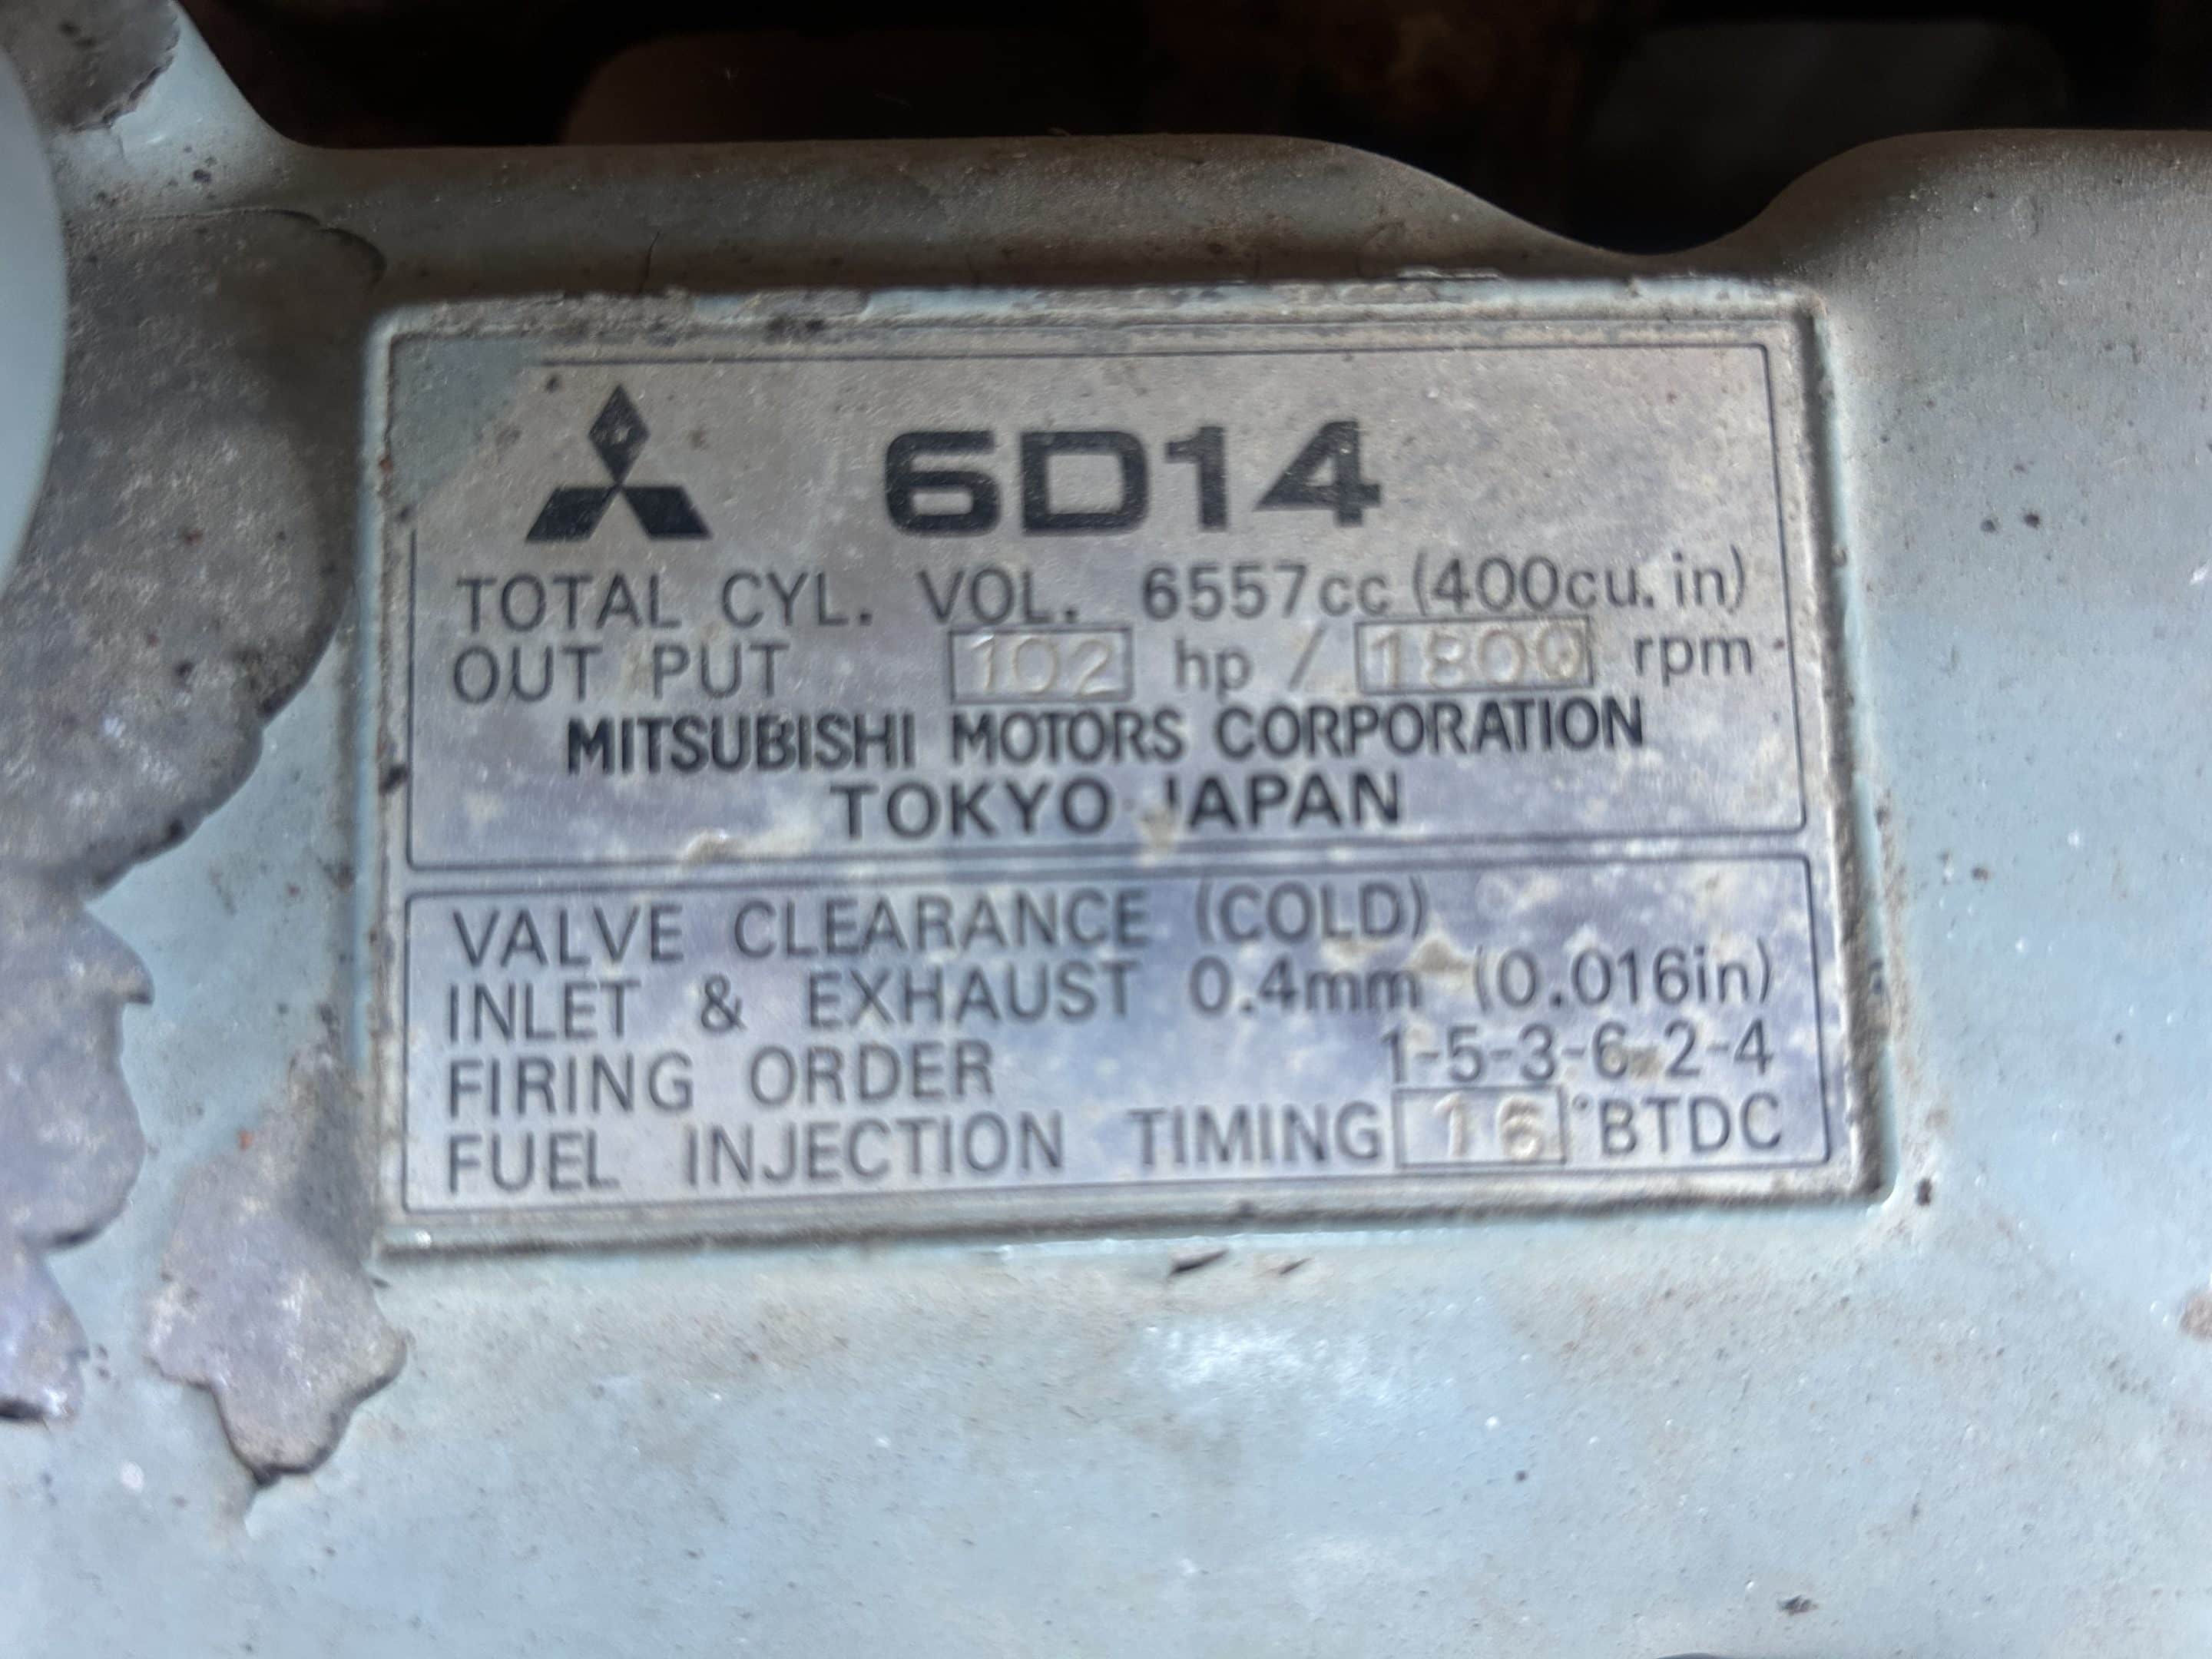 6D14
TOTAL CYL. VOL. 6557cc (400cu.in)
OUT PUT 102 hp / 1800 rpm
MITSUBISHI MOTORS CORPORATION
TOKYO JAPAN
VALVE CLEARANCE (COLD)
INLET & EXHAUST 0.4mm (0.016in)
FIRING ORDER 1-5-3-6-2-4
FUEL INJECTION TIMING 16 °BTDC